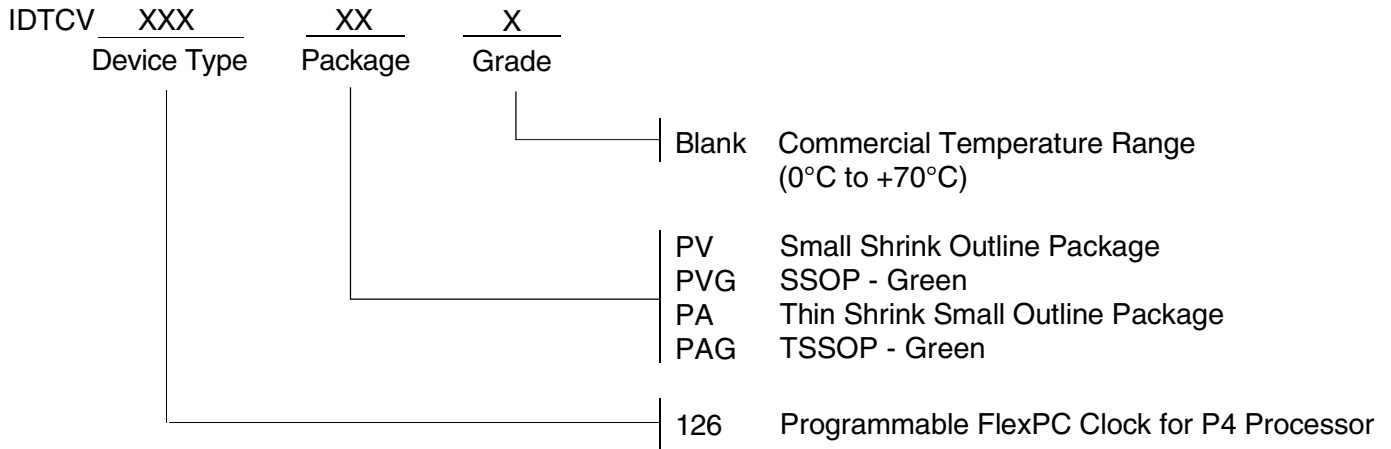 IDTCV XXX XX X
Device Type Package Grade
Blank Commercial Temperature Range
(0°C to +70°C)
PV Small Shrink Outline Package
PVG SSOP - Green
PA Thin Shrink Small Outline Package
PAG TSSOP - Green
126 Programmable FlexPC Clock for P4 Processor